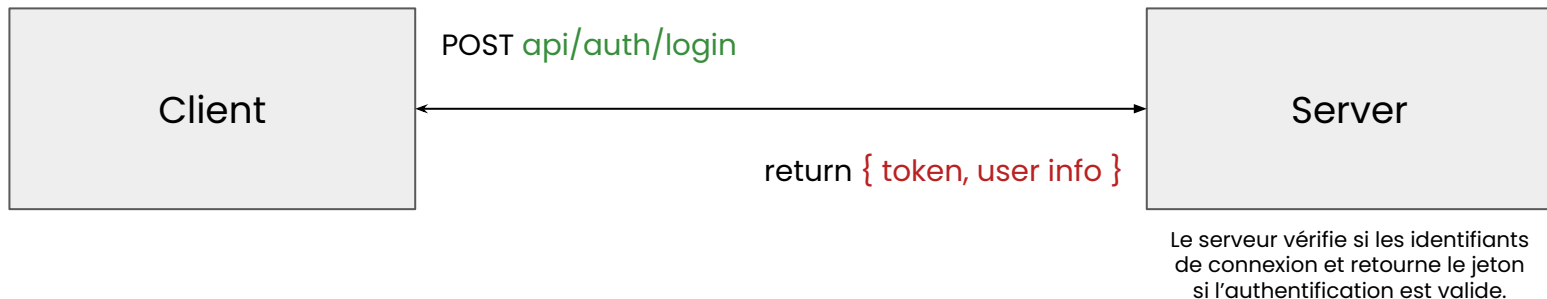 POST api/auth/login
Client
Server
return { token, user info }
Le serveur vérifie si les identifiants
de connexion et retourne le jeton
si l'authentification est valide.